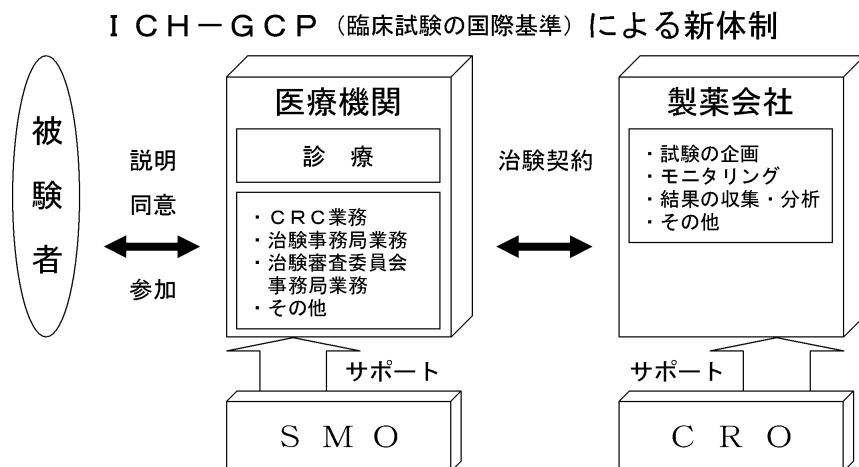 ＩＣＨ－ＧＣＰ（臨床試験の国際基準）による新体制
被験者
説明
同意
参加
医療機関
診　療
・ＣＲＣ業務
・治験事務局業務
・治験審査委員会
事務局業務
・その他
治験契約
製薬会社
・試験の企画
・モニタリング
・結果の収集・分析
・その他
サポート
サポート
ＳＭＯ
ＣＲＯ